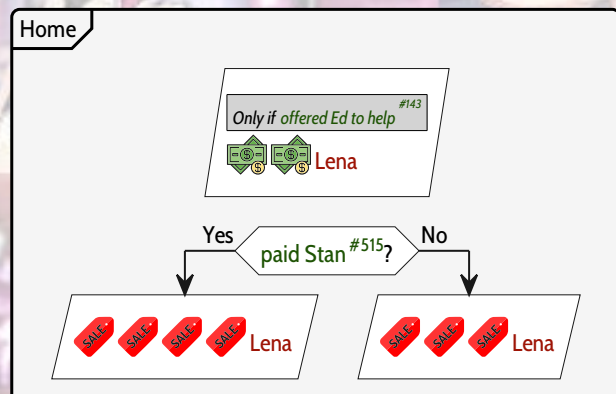 Home
#143
Only if offered Ed to help
Lena
Yes
paid Stan #515?
No
SALE SALE SALE SALE Lena
SALE SALE SALE Lena